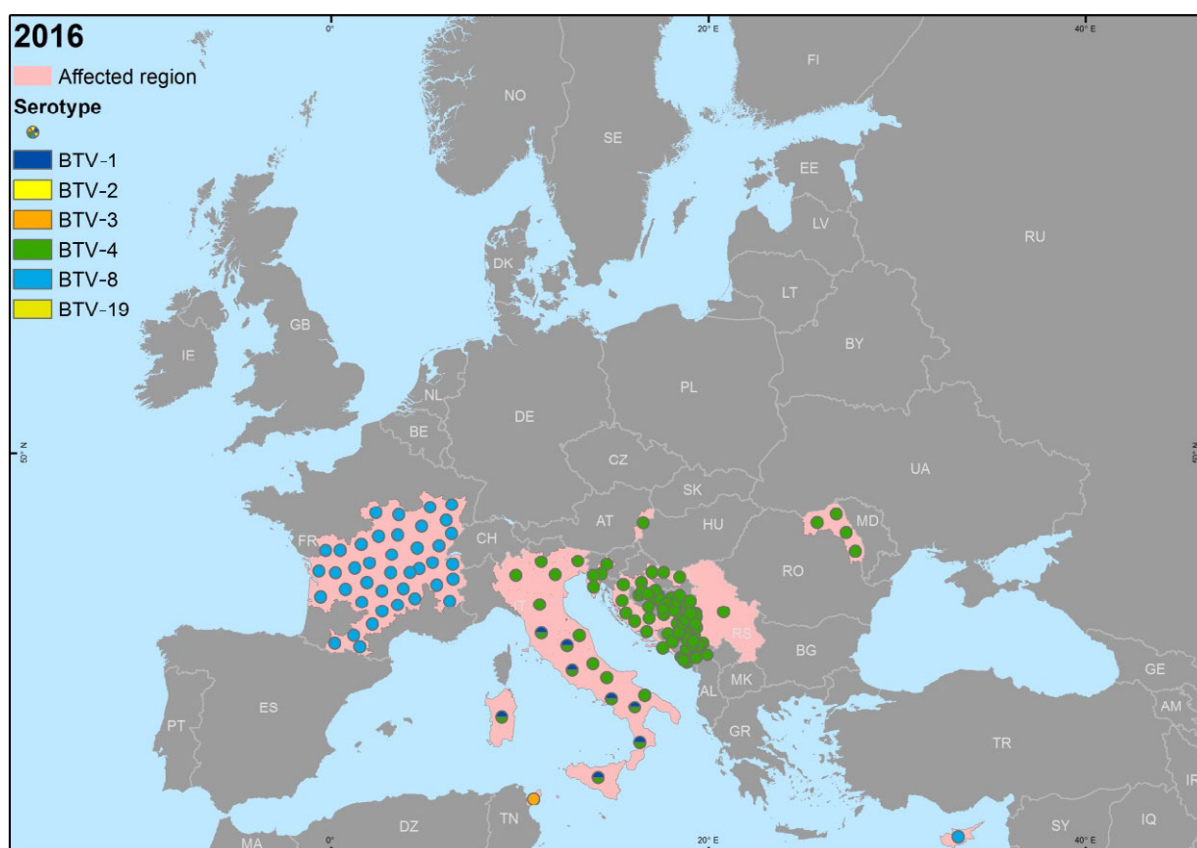 2016
Affected region
Serotype
BTV-1
BTV-2
BTV-3
BTV-4
BTV-8
BTV-19
0°
20° E
40° E
FI
NO
SE
EE
RU
LV
DK
LT
GB
BY
IE
NL
PL
DE
BE
50° N
50° N
CZ
UA
SK
AT
MD
HU
FR
CH
RO
IT
RS
BG
GE
MK
AL
AM
ES
PT
GR
TR
IR
DZ
TN
SY
IQ
MA
0°
20° E
40° E